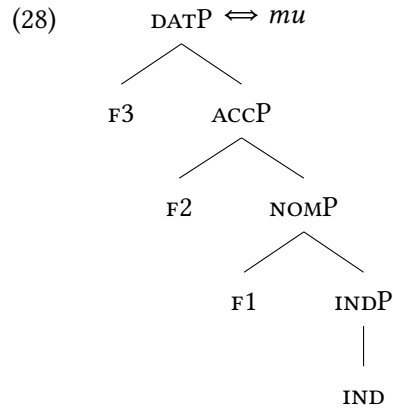 (28) DATP ⇔ mu
F3 ACCP
F2 NOMP
F1 INDP
IND